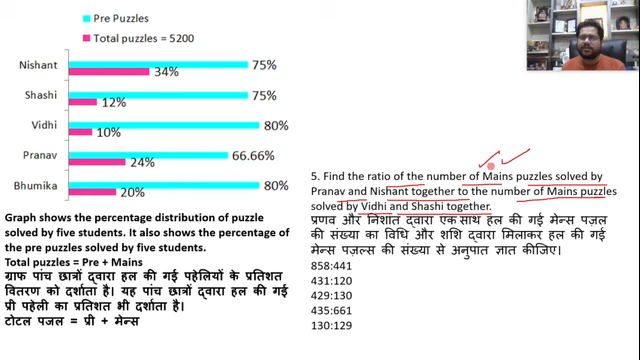 Pre Puzzles
Total puzzles = 5200
Nishant
75%
34%
Shashi
75%
12%
Vidhi
80%
10%
Pranav
66.66%
24%
Bhumika
80%
20%
Graph shows the percentage distribution of puzzle
solved by five students. It also shows the percentage of
the pre puzzles solved by five students.
Total puzzles = Pre + Mains
ग्राफ पांच छात्रों द्वारा हल की गई पहेलियों के प्रतिशत
वितरण को दर्शाता है। यह पांच छात्रों द्वारा हल की गई
प्री पहेली का प्रतिशत भी दर्शाता है।
टोटल पजल = प्री + मेन्स
5. Find the ratio of the number of Mains puzzles solved by
Pranav and Nishant together to the number of Mains puzzles
solved by Vidhi and Shashi together.
प्रणव और निशांत द्वारा एक साथ हल की गई मेन्स पज़ल
की संख्या का विधि और शशि द्वारा मिलाकर हल की गई
मेन्स पज़ल्स की संख्या से अनुपात ज्ञात कीजिए।
858:441
431:120
429:130
435:661
130:129